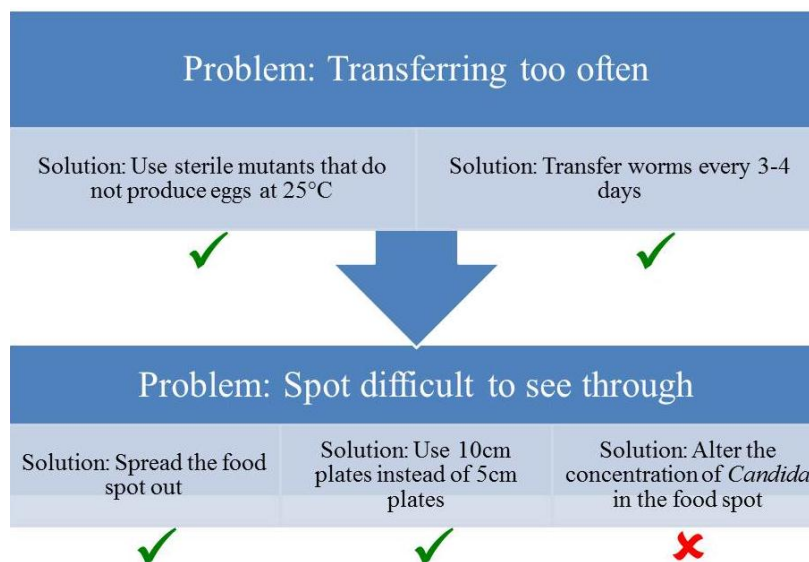 Problem: Transferring too often
Solution: Use sterile mutants that do
not produce eggs at 25°C
Solution: Transfer worms every 3-4
days
Problem: Spot difficult to see through
Solution: Spread the food
spot out
Solution: Use 10cm
plates instead of 5cm
plates
Solution: Alter the
concentration of Candida
in the food spot